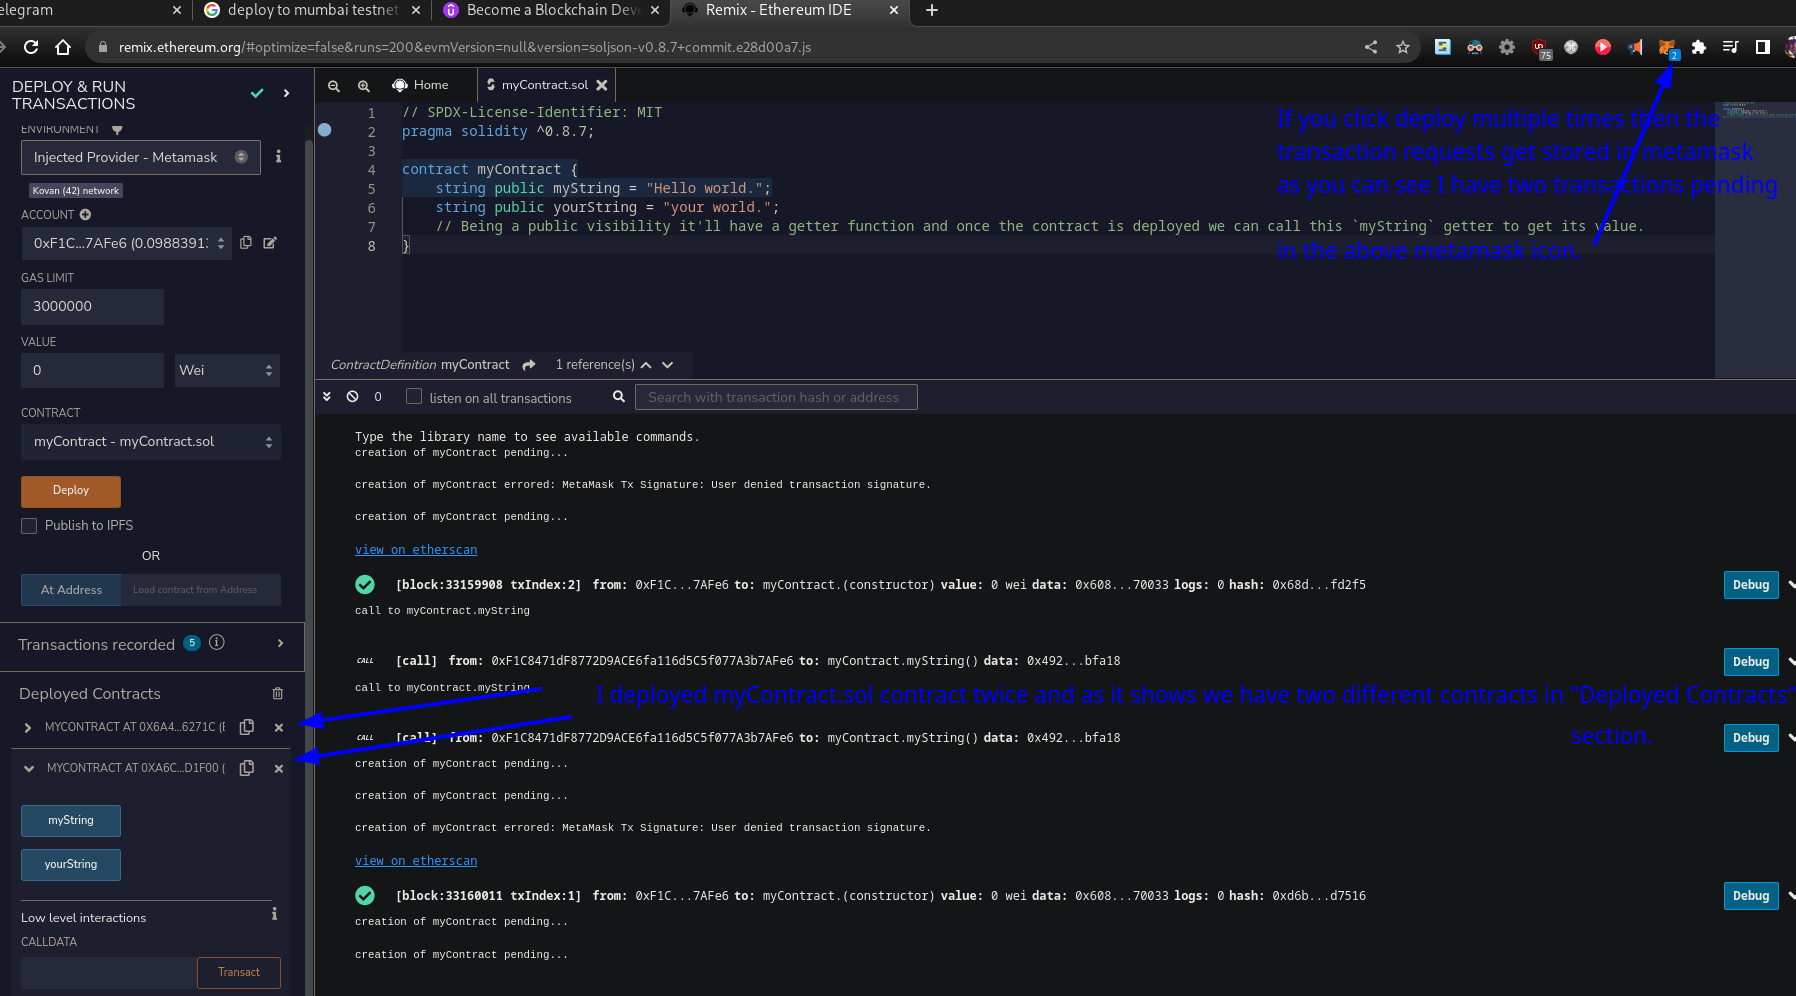 elegram
deploy to mumbai testnet
Become a Blockchain Dev
Remix - Ethereum IDE
remix.ethereum.org/#optimize=false&runs=200&evmVersion=null&version=soljson-v0.8.7+commit.e28d00a7.js
75
2
DEPLOY & RUN
TRANSACTIONS
ENVIRONMENT
Injected Provider - Metamask
Kovan (42) network
ACCOUNT
0xF1C...7AFe6 (0.0988391
GAS LIMIT
3000000
VALUE
0
Wei
CONTRACT
myContract - myContract.sol
Deploy
Publish to IPFS
OR
At Address
Load contract from Address
Transactions recorded 5
Deployed Contracts
MYCONTRACT AT 0X6A4...6271C (
MYCONTRACT AT 0XA6C...D1F00 (
myString
yourString
Low level interactions
CALLDATA
Transact
Home
myContract.sol
1 // SPDX-License-Identifier: MIT
2 pragma solidity ^0.8.7;
3
4 contract myContract {
5 string public myString = "Hello world.";
6 string public yourString = "your world.";
7 // Being a public visibility it'll have a getter function and once the contract is deployed we can call this `myString` getter to get its value.
8 }
If you click deploy multiple times then the
transaction requests get stored in metamask
as you can see I have two transactions pending
in the above metamask icon.
ContractDefinition myContract 1 reference(s)
0 listen on all transactions Search with transaction hash or address
Type the library name to see available commands.
creation of myContract pending...
creation of myContract errored: MetaMask Tx Signature: User denied transaction signature.
creation of myContract pending...
view on etherscan
[block:33159908 txIndex:2] from: 0xF1C...7AFe6 to: myContract.(constructor) value: 0 wei data: 0x608...70033 logs: 0 hash: 0x68d...fd2f5 Debug
call to myContract.myString
CALL [call] from: 0xF1C8471dF8772D9ACE6fa116d5C5f077A3b7AFe6 to: myContract.myString() data: 0x492...bfa18 Debug
call to myContract.myString
I deployed myContract.sol contract twice and as it shows we have two different contracts in "Deployed Contracts"
section.
CALL [call] from: 0xF1C8471dF8772D9ACE6fa116d5C5f077A3b7AFe6 to: myContract.myString() data: 0x492...bfa18 Debug
creation of myContract pending...
creation of myContract pending...
creation of myContract errored: MetaMask Tx Signature: User denied transaction signature.
view on etherscan
[block:33160011 txIndex:1] from: 0xF1C...7AFe6 to: myContract.(constructor) value: 0 wei data: 0x608...70033 logs: 0 hash: 0xd6b...d7516 Debug
creation of myContract pending...
creation of myContract pending...